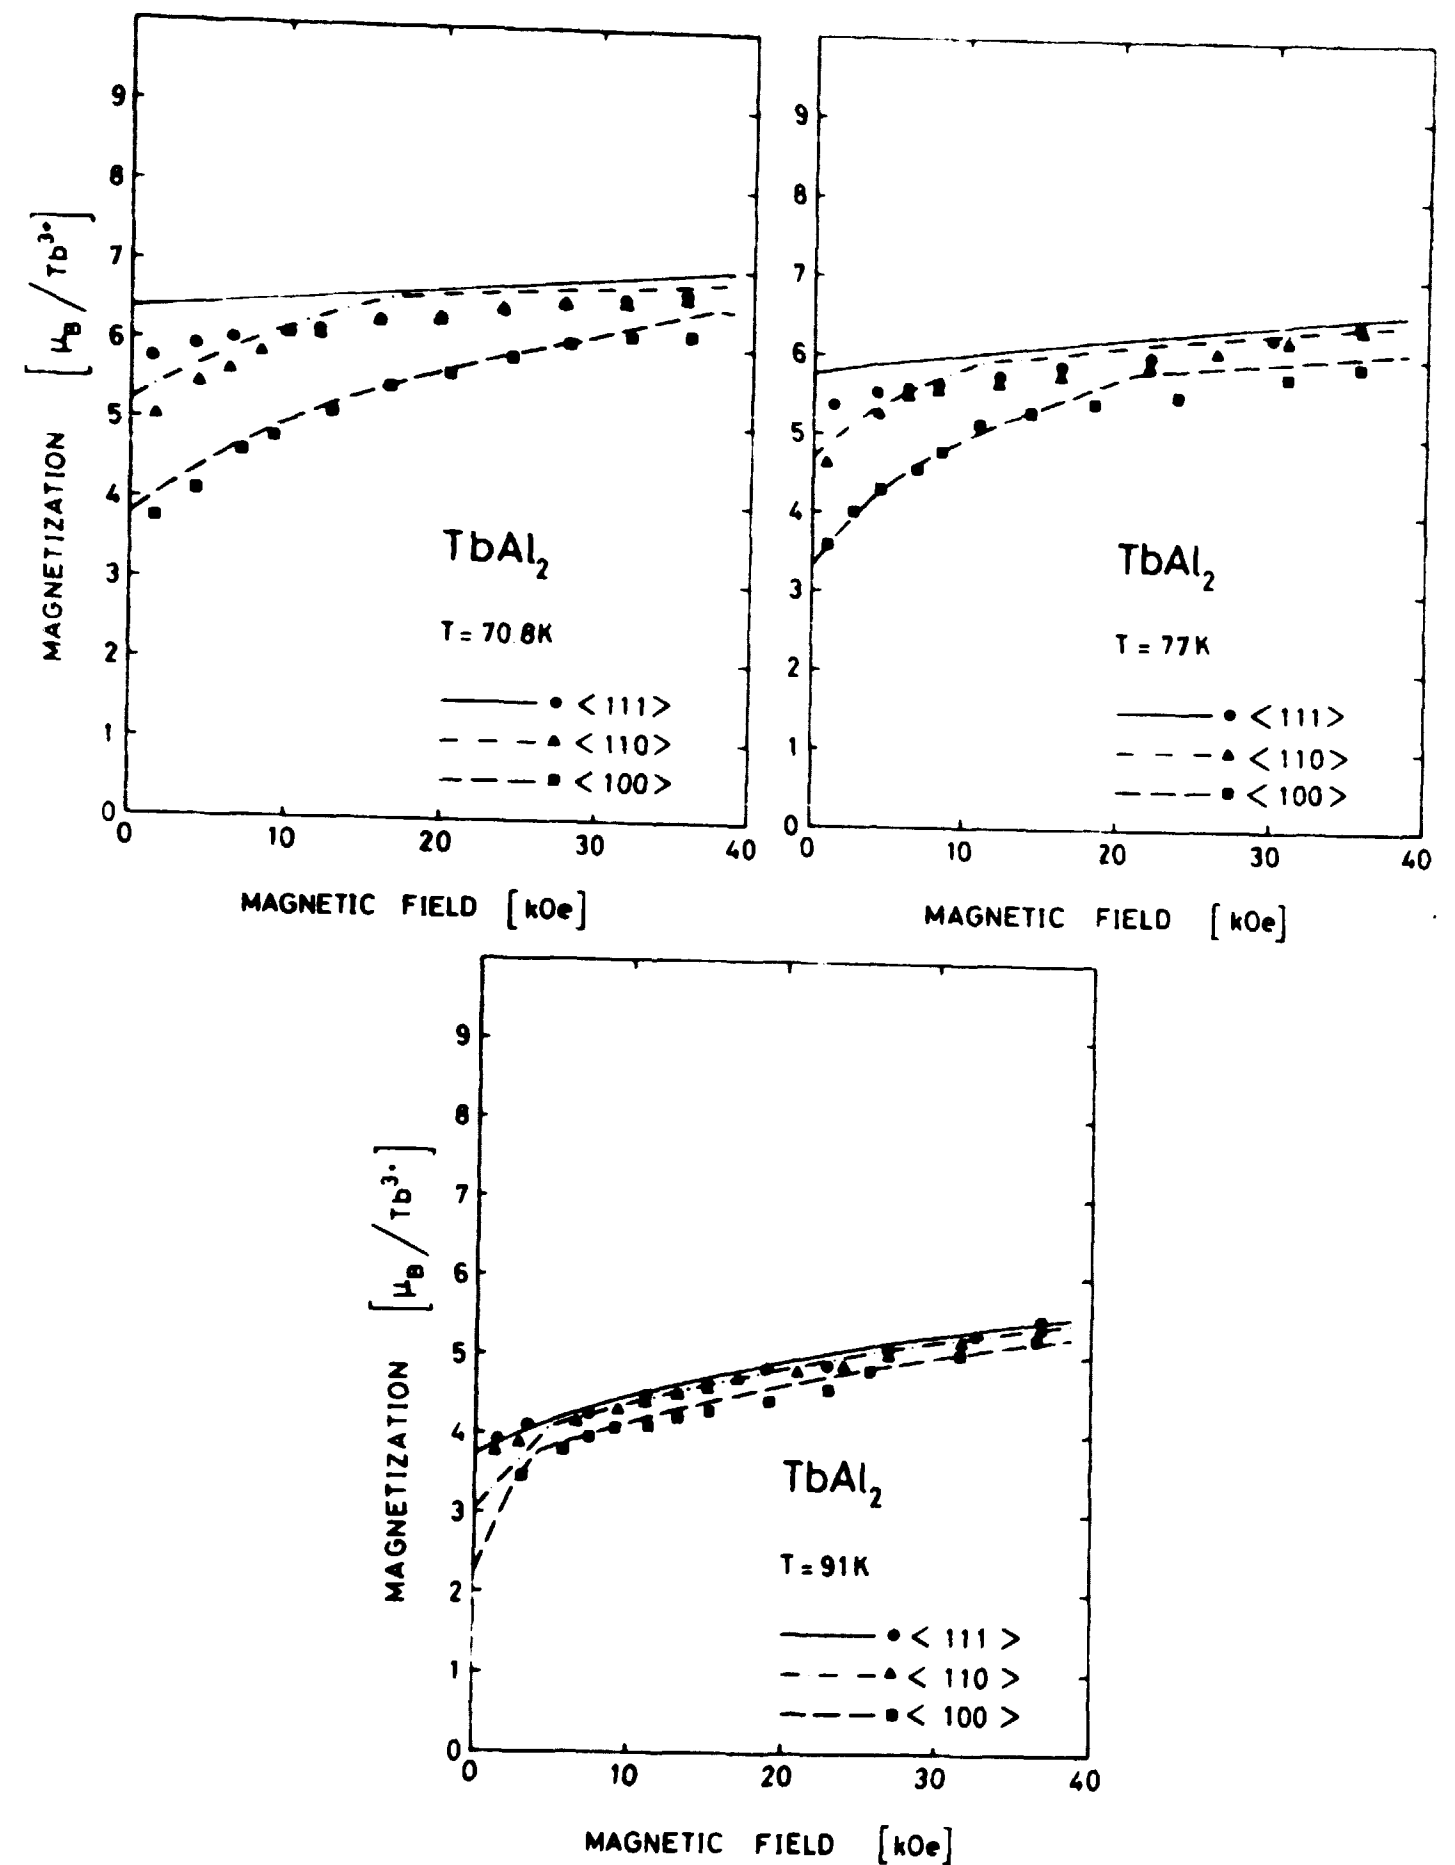 9
8
7
6
5
4
3
2
1
0
0 10 20 30 40
MAGNETIZATION [μB/Tb3+]
TbAl2
T = 70.8K
<111>
<110>
<100>
MAGNETIC FIELD [kOe]
9
8
7
6
5
4
3
2
1
0
0 10 20 30 40
TbAl2
T = 77K
<111>
<110>
<100>
MAGNETIC FIELD [kOe]
9
8
7
6
5
4
3
2
1
0
0 10 20 30 40
MAGNETIZATION [μB/Tb3+]
TbAl2
T = 91K
<111>
<110>
<100>
MAGNETIC FIELD [kOe]